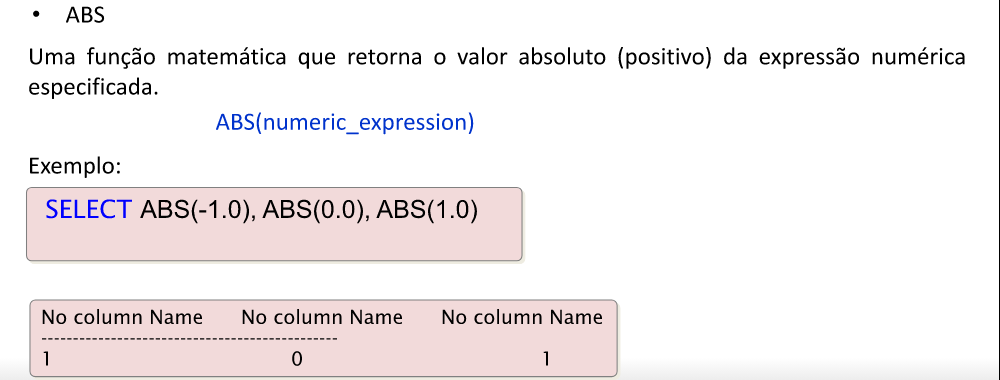 • ABS
Uma função matemática que retorna o valor absoluto (positivo) da expressão numérica
especificada.
ABS(numeric_expression)
Exemplo:
SELECT ABS(-1.0), ABS(0.0), ABS(1.0)
No column Name No column Name No column Name
-----------------------------------------------
1 0 1